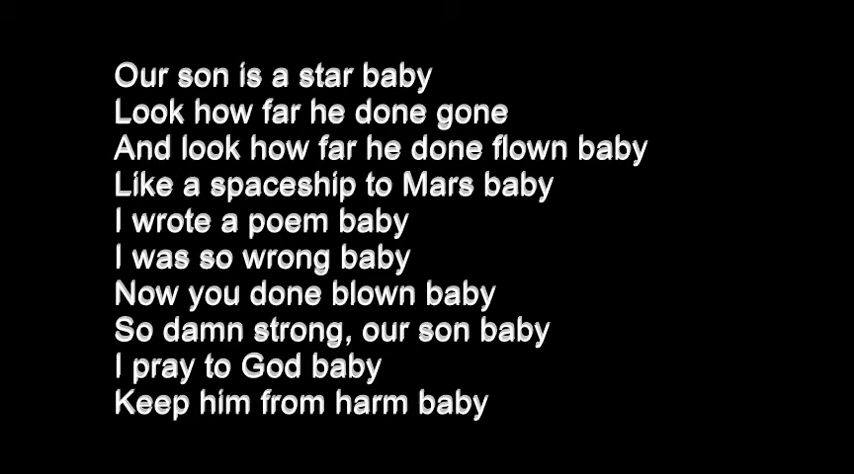 Our son is a star baby
Look how far he done gone
And look how far he done flown baby
Like a spaceship to Mars baby
I wrote a poem baby
I was so wrong baby
Now you done blown baby
So damn strong, our son baby
I pray to God baby
Keep him from harm baby